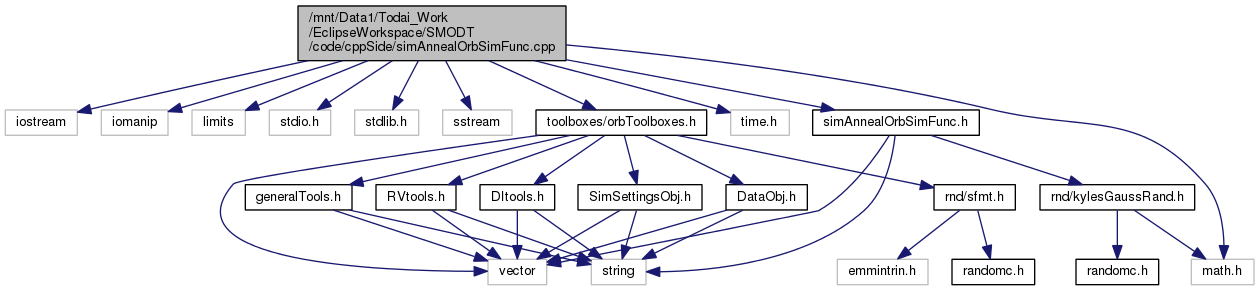 /mnt/Data1/Todai_Work
/EclipseWorkspace/SMODT
/code/cppSide/simAnnealOrbSimFunc.cpp
iostream
iomanip
limits
stdio.h
stdlib.h
sstream
toolboxes/orbToolboxes.h
time.h
simAnnealOrbSimFunc.h
generalTools.h
RVtools.h
DItools.h
SimSettingsObj.h
DataObj.h
rnd/sfmt.h
rnd/kylesGaussRand.h
vector
string
emmintrin.h
randomc.h
randomc.h
math.h